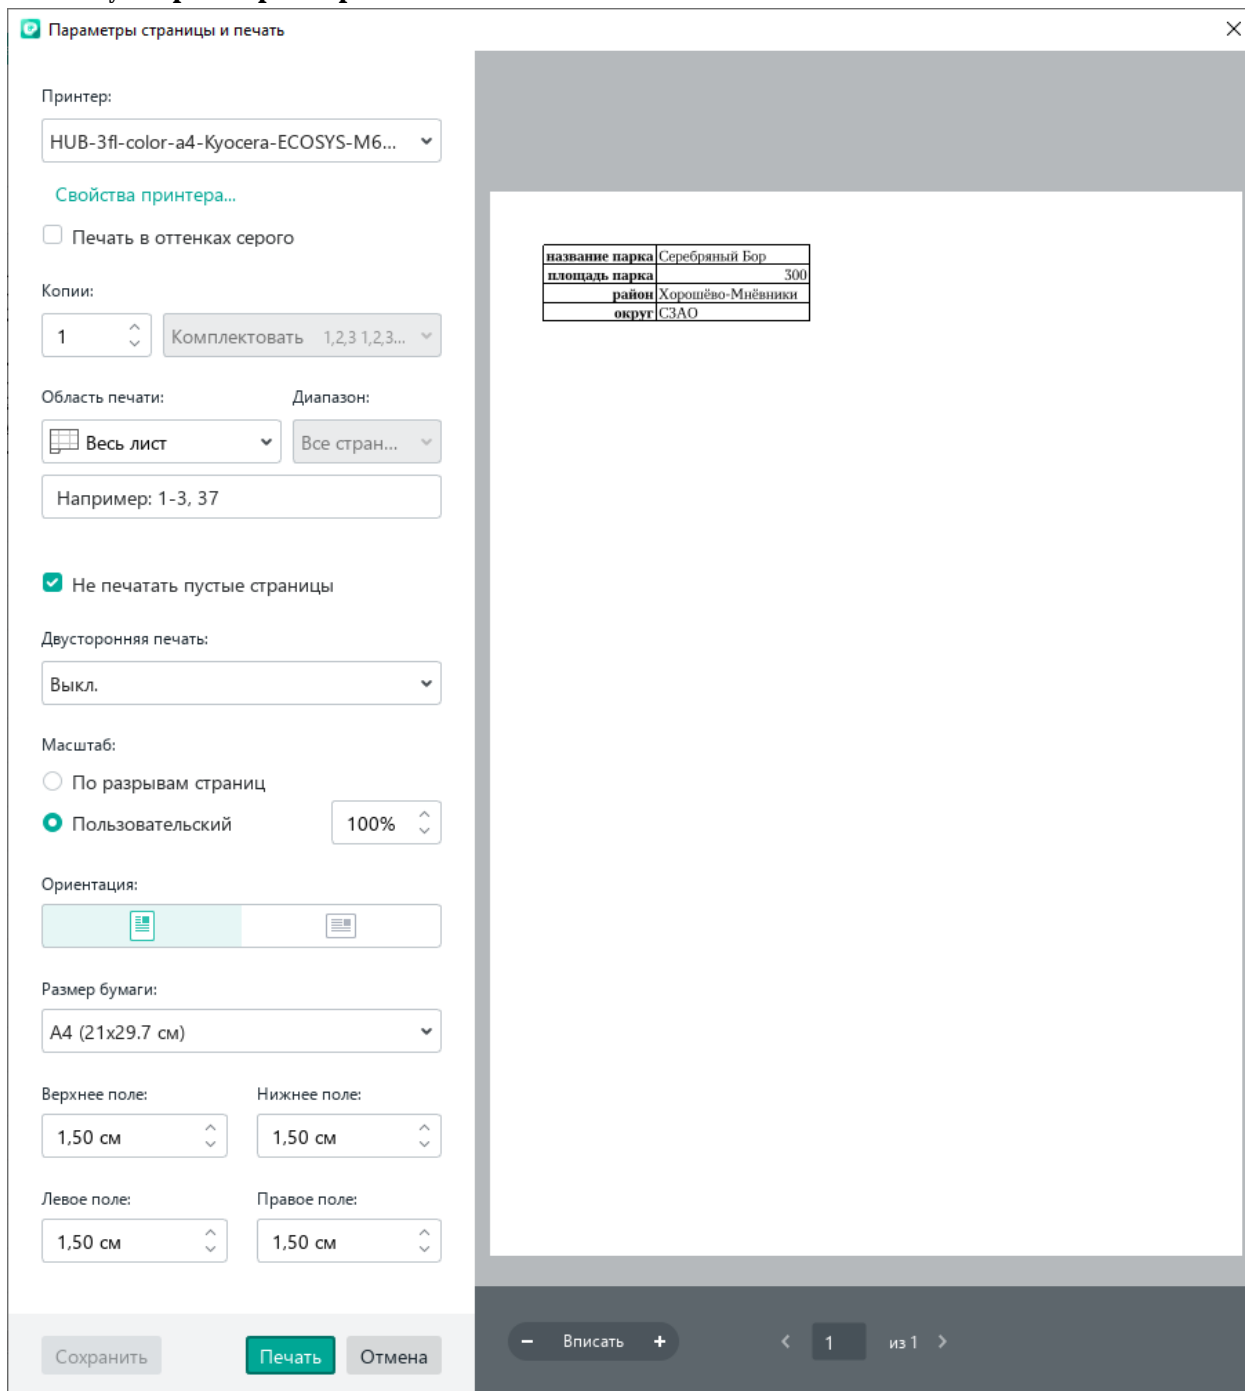 Параметры страницы и печать
Принтер:
HUB-3fl-color-a4-Kyocera-ECOSYS-M6...
Свойства принтера...
Печать в оттенках серого
Копии:
1 Комплектовать 1,2,3 1,2,3...
Область печати: Диапазон:
Весь лист Все стран...
Например: 1-3, 37
Не печатать пустые страницы
Двусторонняя печать:
Выкл.
Масштаб:
По разрывам страниц
Пользовательский 100%
Ориентация:
Размер бумаги:
A4 (21x29.7 см)
Верхнее поле: Нижнее поле:
1,50 см 1,50 см
Левое поле: Правое поле:
1,50 см 1,50 см
Сохранить Печать Отмена
название парка Серебряный Бор
площадь парка 300
район Хорошёво-Мнёвники
округ СЗАО
Вписать 1 из 1